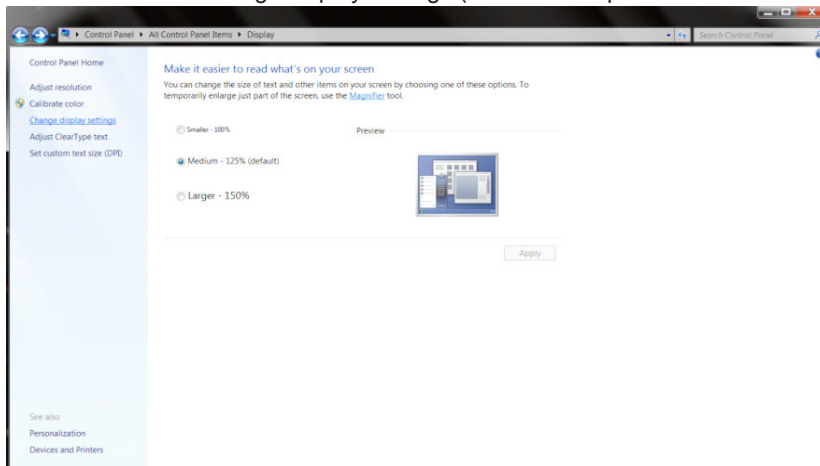 Control Panel ▸ All Control Panel Items ▸ Display
Search Control Panel
Control Panel Home
Adjust resolution
Calibrate color
Change display settings
Adjust ClearType text
Set custom text size (DPI)
See also
Personalization
Devices and Printers
Make it easier to read what's on your screen
You can change the size of text and other items on your screen by choosing one of these options. To
temporarily enlarge just part of the screen, use the Magnifier tool.
Smaller - 100%
Preview
Medium - 125% (default)
Larger - 150%
Apply